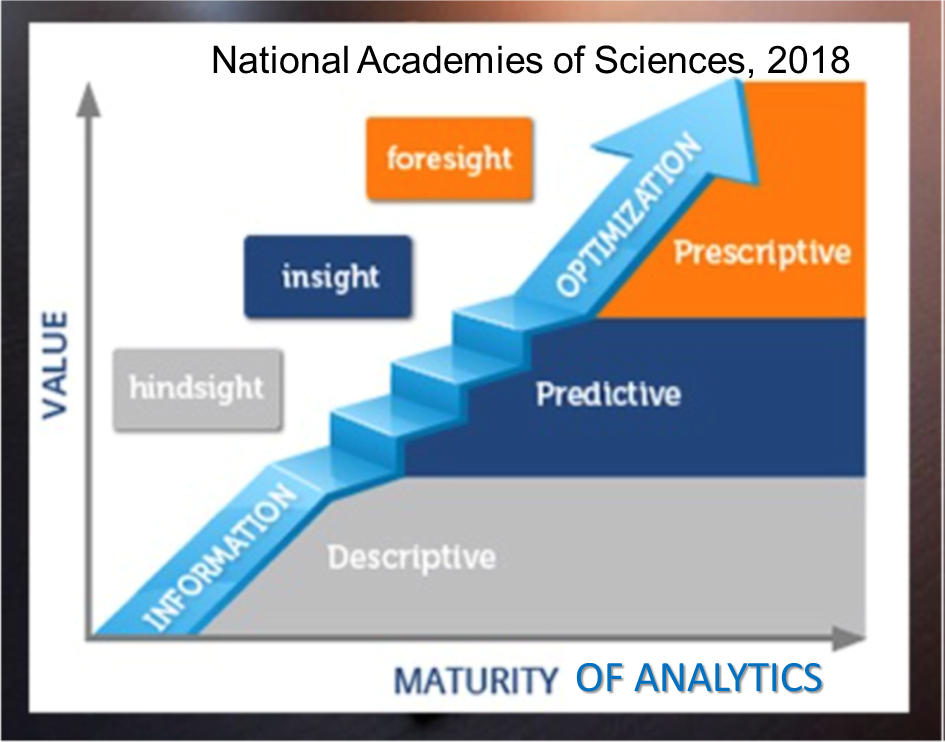 National Academies of Sciences, 2018
foresight
OPTIMIZATION
Prescriptive
insight
VALUE
hindsight
Predictive
INFORMATION
Descriptive
MATURITY OF ANALYTICS